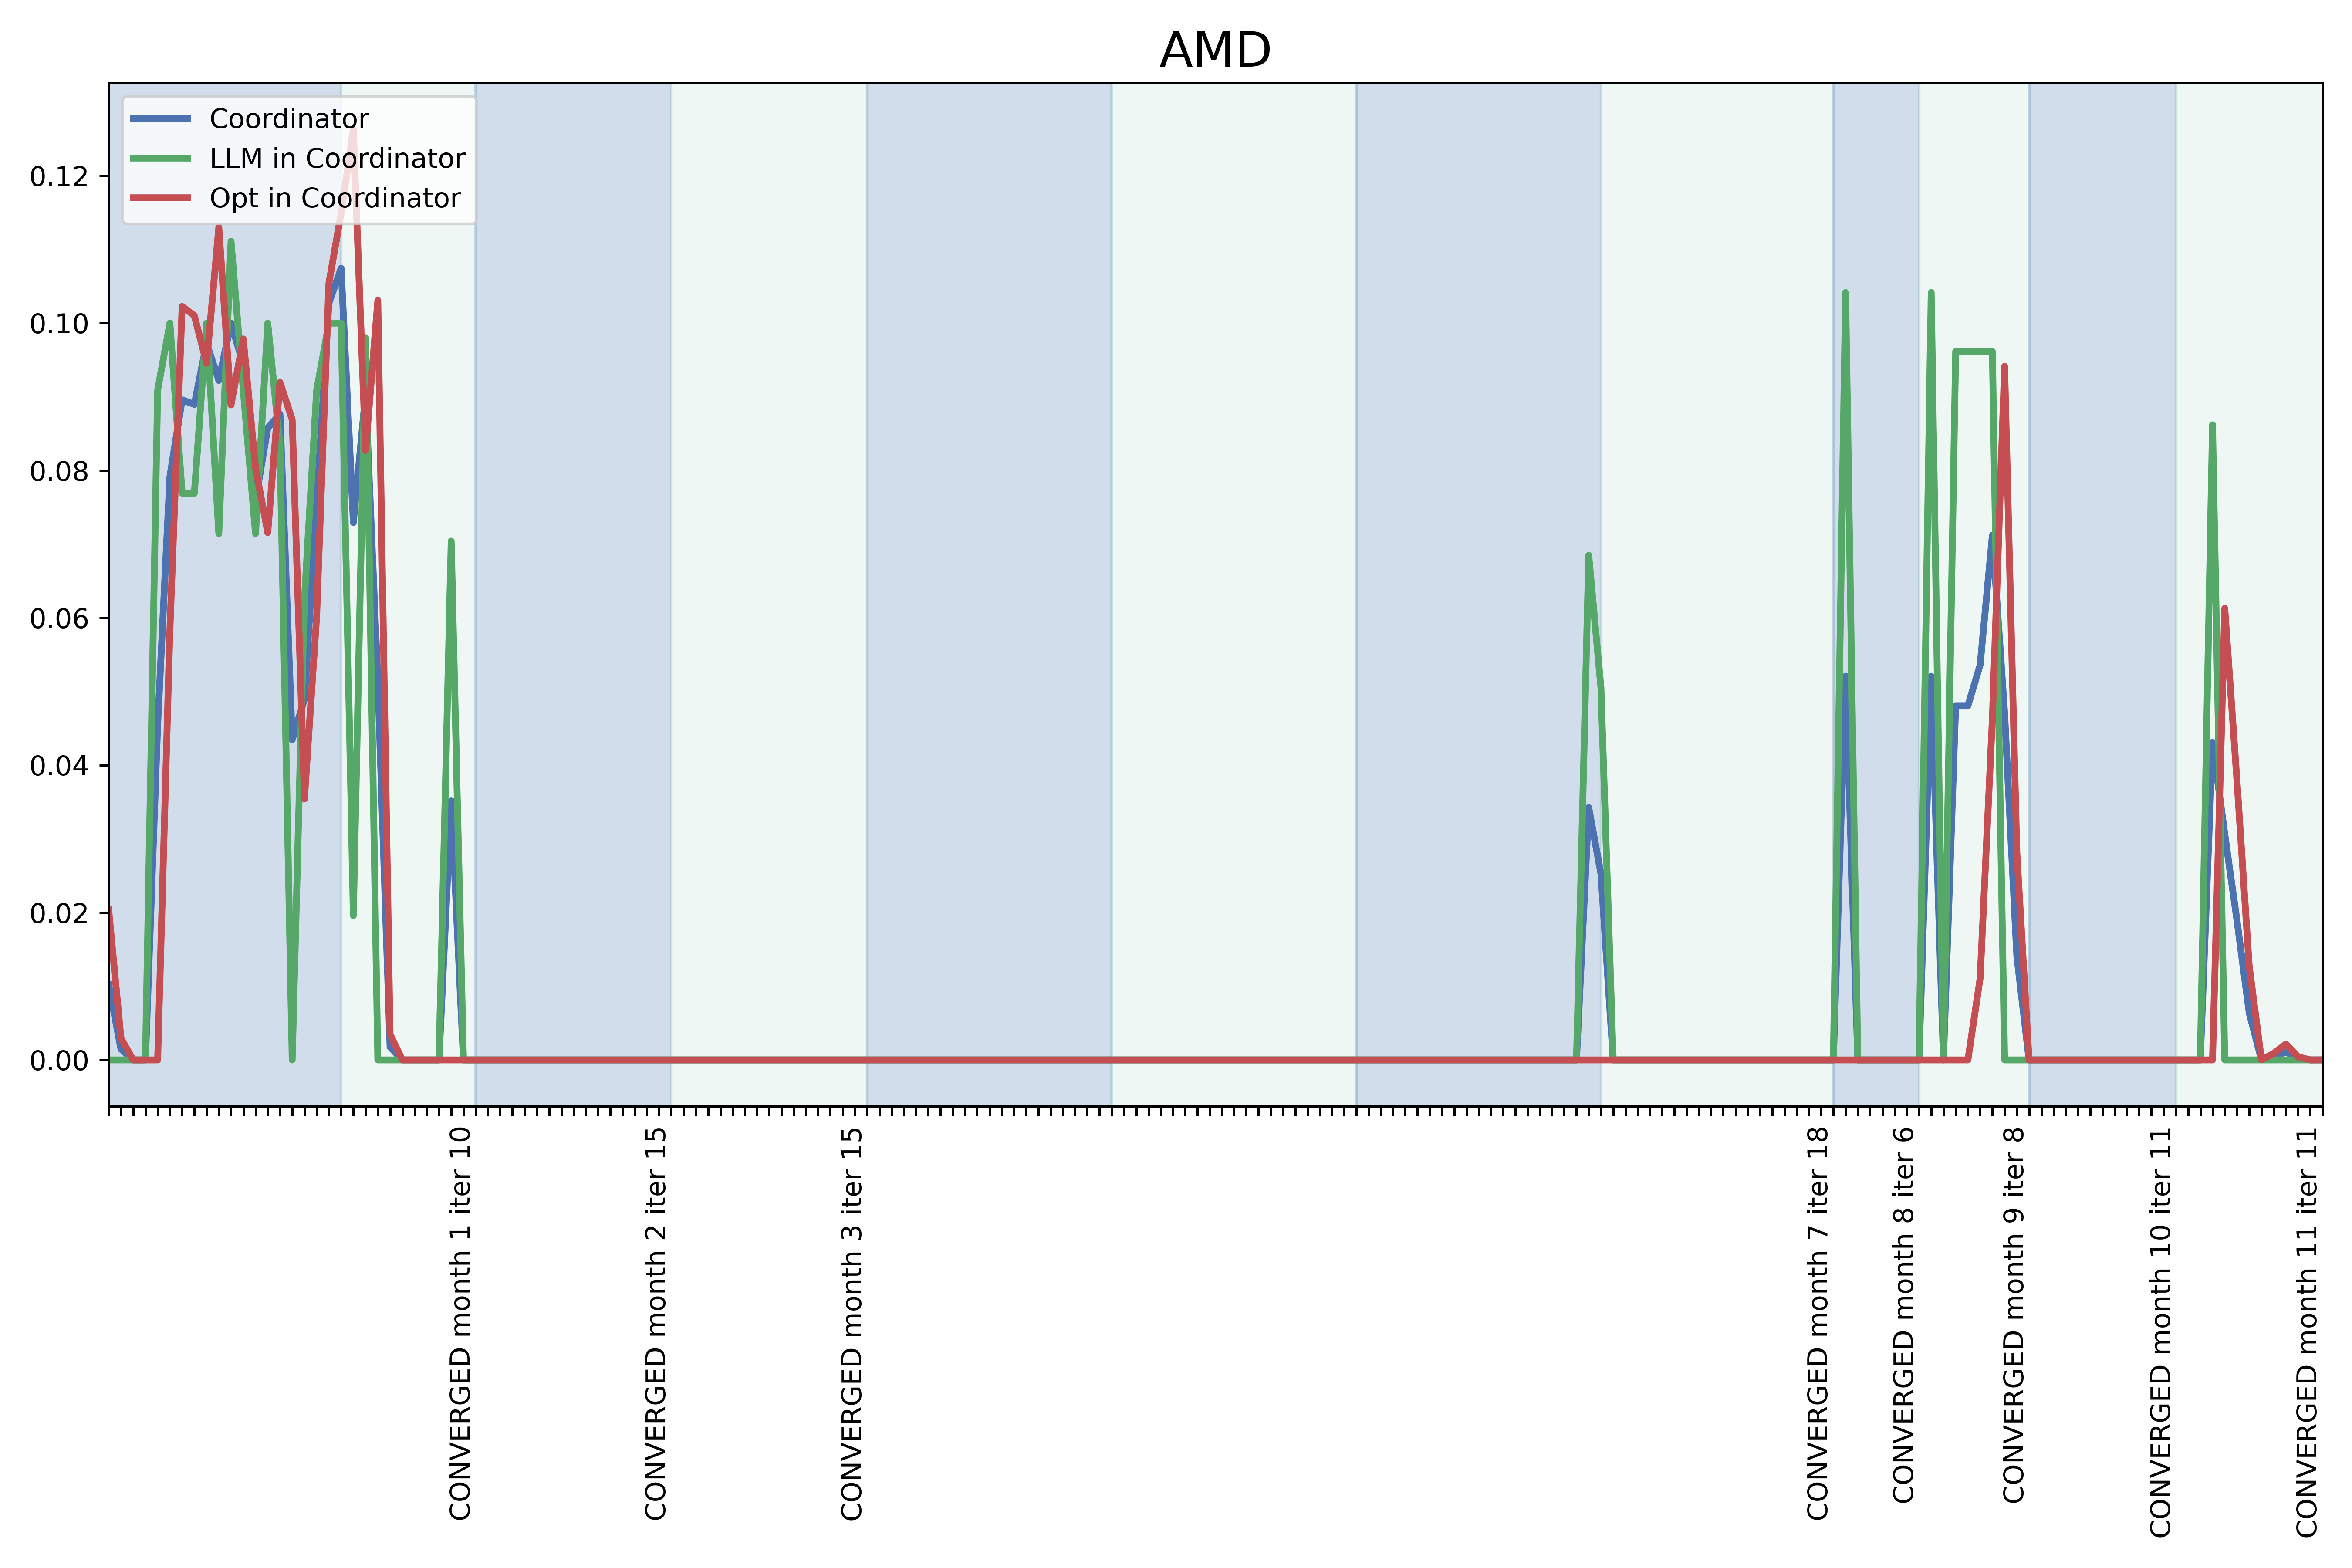 AMD
Coordinator
LLM in Coordinator
Opt in Coordinator
0.12
0.10
0.08
0.06
0.04
0.02
0.00
CONVERGED month 1 iter 10
CONVERGED month 2 iter 15
CONVERGED month 3 iter 15
CONVERGED month 7 iter 18
CONVERGED month 8 iter 6
CONVERGED month 9 iter 8
CONVERGED month 10 iter 11
CONVERGED month 11 iter 11